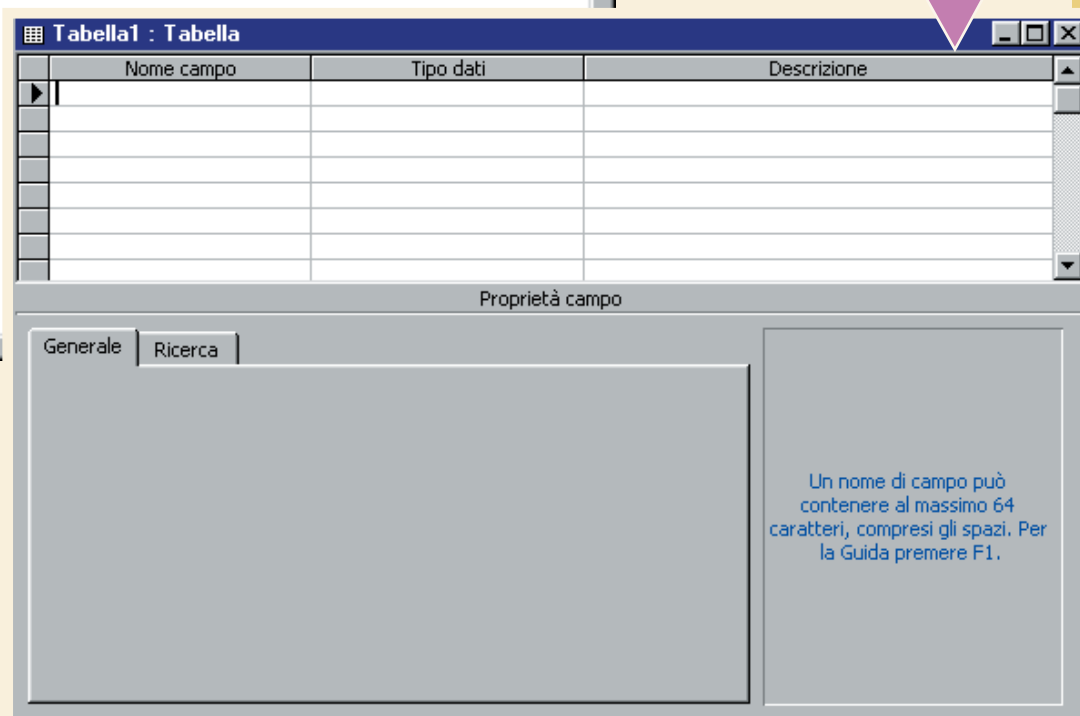 Tabella1 : Tabella
Nome campo Tipo dati Descrizione
Proprietà campo
Generale Ricerca
Un nome di campo può
contenere al massimo 64
caratteri, compresi gli spazi. Per
la Guida premere F1.